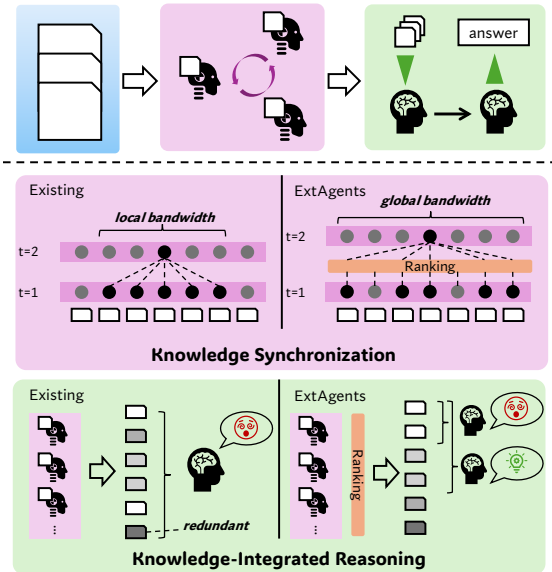 answer
Existing
local bandwidth
t=2
t=1
ExtAgents
global bandwidth
t=2
Ranking
t=1
Knowledge Synchronization
Existing
...
redundant
ExtAgents
Ranking
...
Knowledge-Integrated Reasoning